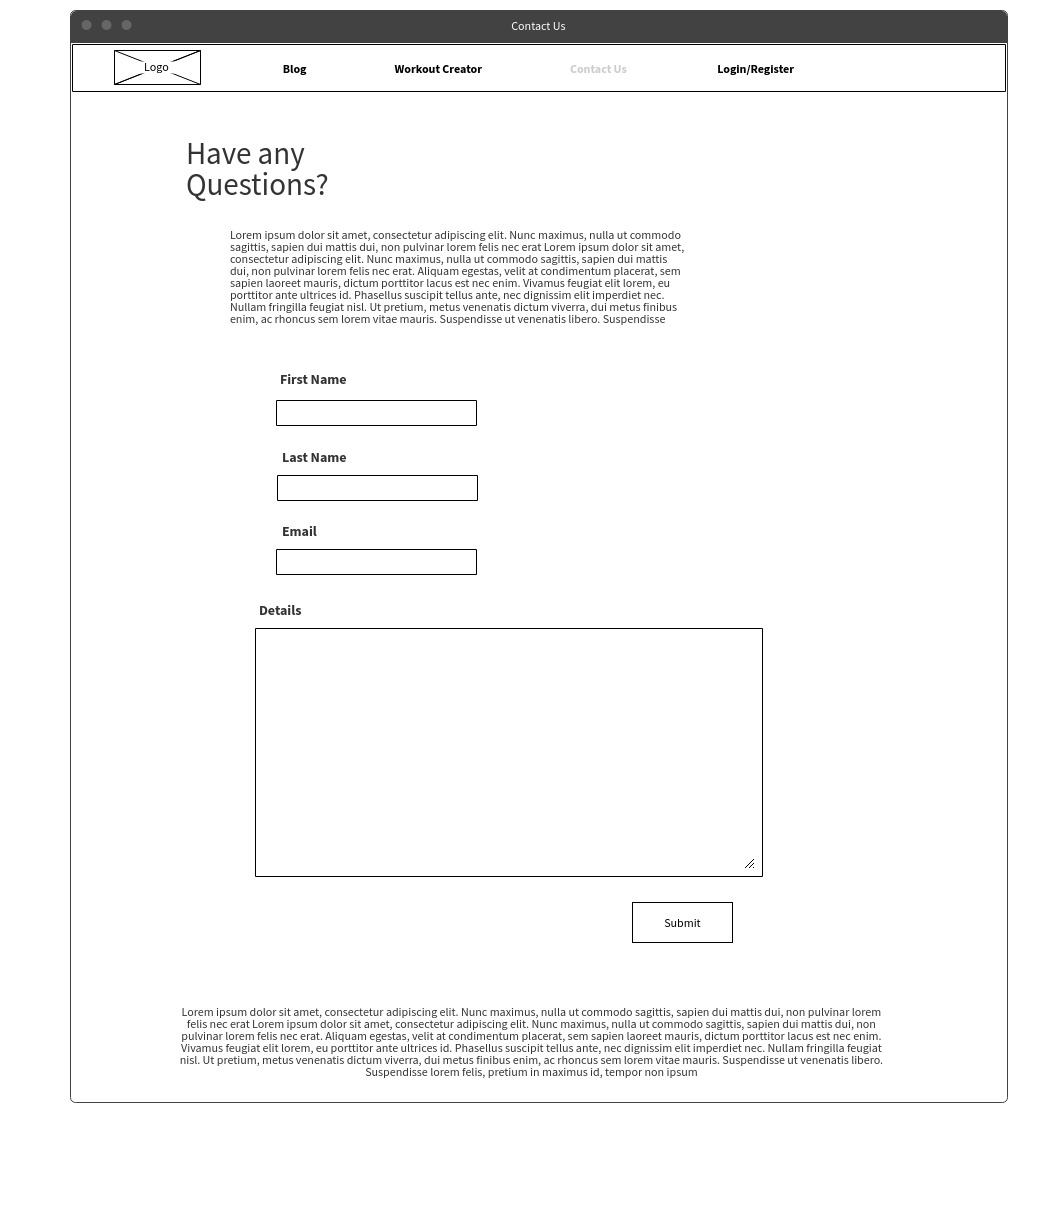 Contact Us
Logo
Blog
Workout Creator
Contact Us
Login/Register
Have any
Questions?
Lorem ipsum dolor sit amet, consectetur adipiscing elit. Nunc maximus, nulla ut commodo
sagittis, sapien dui mattis dui, non pulvinar lorem felis nec erat Lorem ipsum dolor sit amet,
consectetur adipiscing elit. Nunc maximus, nulla ut commodo sagittis, sapien dui mattis
dui, non pulvinar lorem felis nec erat. Aliquam egestas, velit at condimentum placerat, sem
sapien laoreet mauris, dictum porttitor lacus est nec enim. Vivamus feugiat elit lorem, eu
porttitor ante ultrices id. Phasellus suscipit tellus ante, nec dignissim elit imperdiet nec.
Nullam fringilla feugiat nisl. Ut pretium, metus venenatis dictum viverra, dui metus finibus
enim, ac rhoncus sem lorem vitae mauris. Suspendisse ut venenatis libero. Suspendisse
First Name
Last Name
Email
Details
Submit
Lorem ipsum dolor sit amet, consectetur adipiscing elit. Nunc maximus, nulla ut commodo sagittis, sapien dui mattis dui, non pulvinar lorem
felis nec erat Lorem ipsum dolor sit amet, consectetur adipiscing elit. Nunc maximus, nulla ut commodo sagittis, sapien dui mattis dui, non
pulvinar lorem felis nec erat. Aliquam egestas, velit at condimentum placerat, sem sapien laoreet mauris, dictum porttitor lacus est nec enim.
Vivamus feugiat elit lorem, eu porttitor ante ultrices id. Phasellus suscipit tellus ante, nec dignissim elit imperdiet nec. Nullam fringilla feugiat
nisl. Ut pretium, metus venenatis dictum viverra, dui metus finibus enim, ac rhoncus sem lorem vitae mauris. Suspendisse ut venenatis libero.
Suspendisse lorem felis, pretium in maximus id, tempor non ipsum